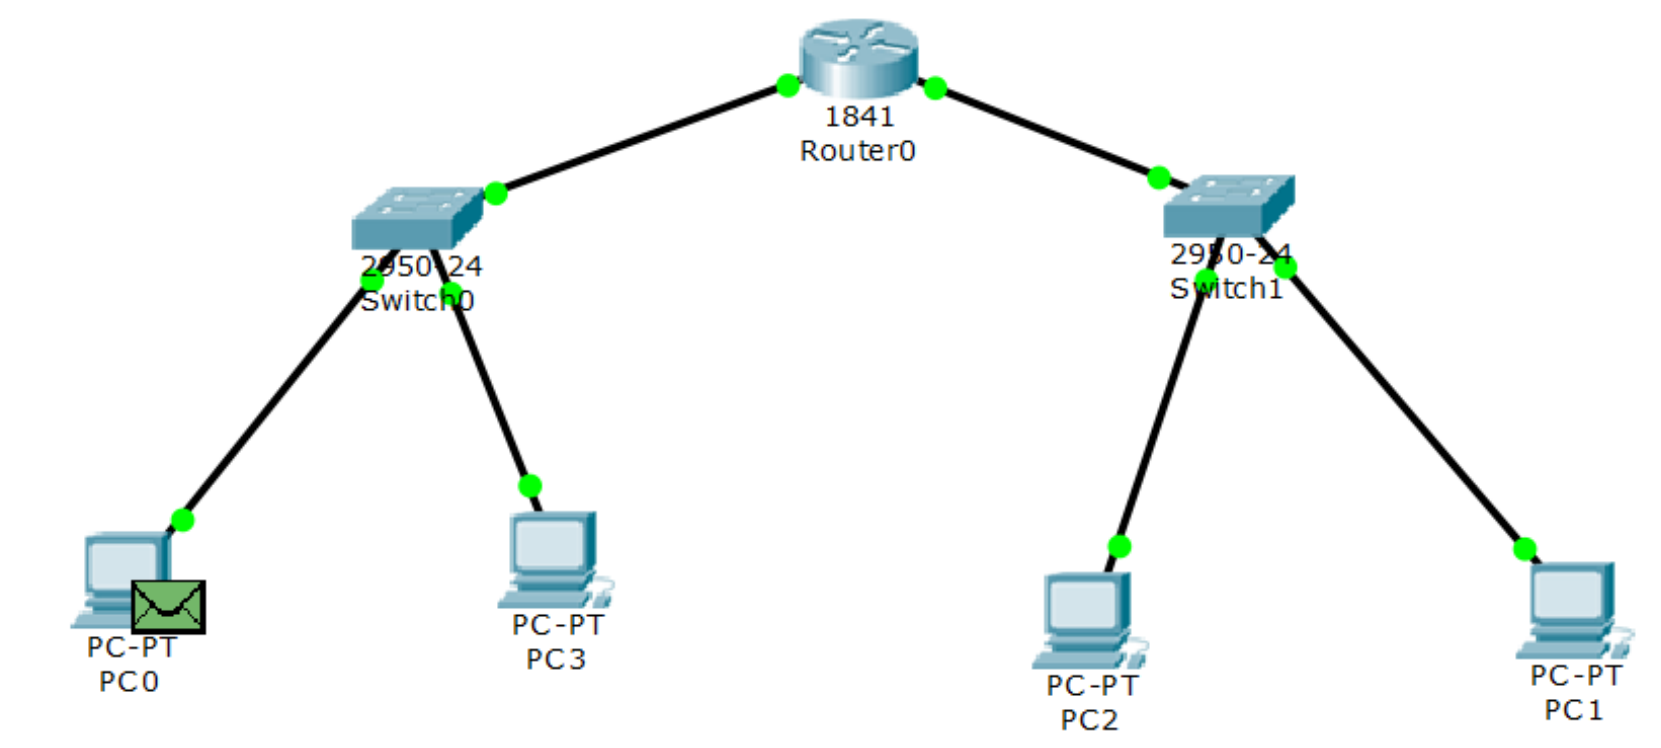 1841
Router0
2950-24
Switch0
2950-24
Switch1
PC-PT
PC0
PC-PT
PC3
PC-PT
PC2
PC-PT
PC1